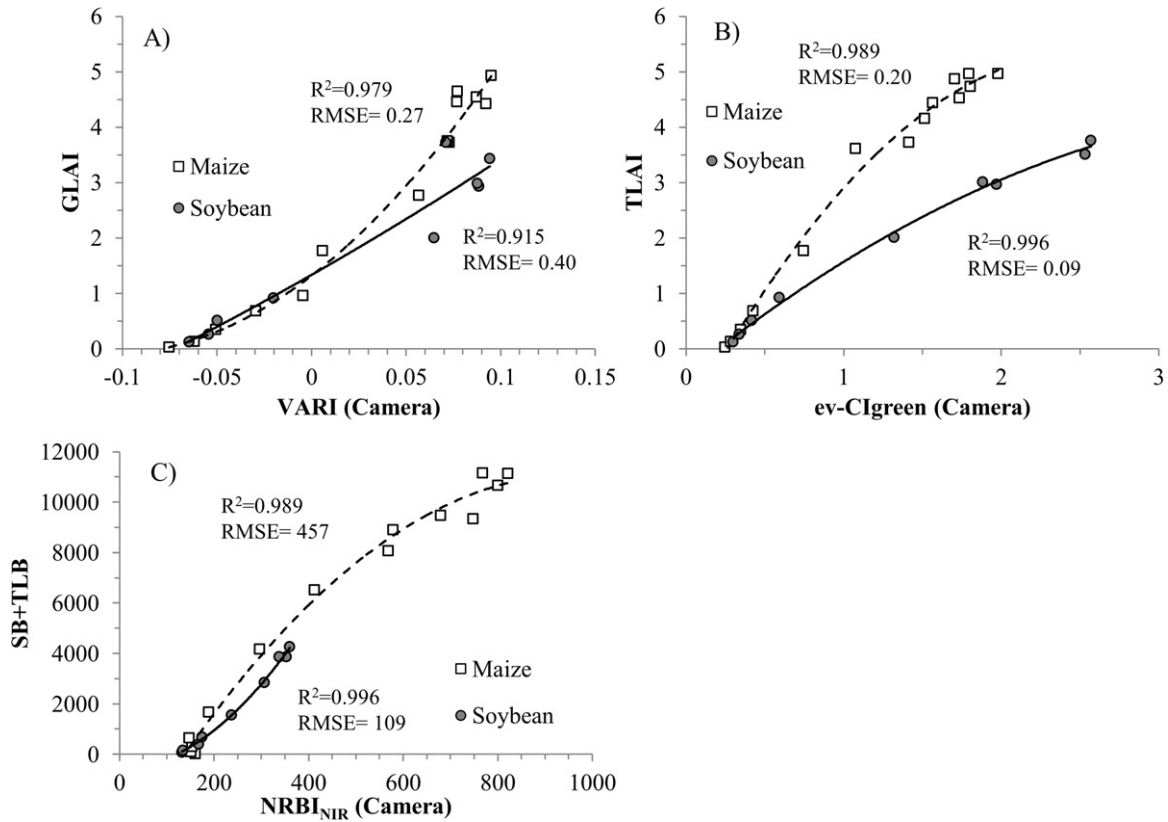 A)
R²=0.979
RMSE= 0.27
Maize
Soybean
R²=0.915
RMSE= 0.40
GLAI
6
5
4
3
2
1
0
-0.1 -0.05 0 0.05 0.1 0.15
VARI (Camera)
B)
R²=0.989
RMSE= 0.20
Maize
Soybean
R²=0.996
RMSE= 0.09
TLAI
6
5
4
3
2
1
0
0 1 2 3
ev-CIgreen (Camera)
C)
R²=0.989
RMSE= 457
Maize
Soybean
R²=0.996
RMSE= 109
SB+TLB
12000
10000
8000
6000
4000
2000
0
0 200 400 600 800 1000
NRBI_NIR (Camera)